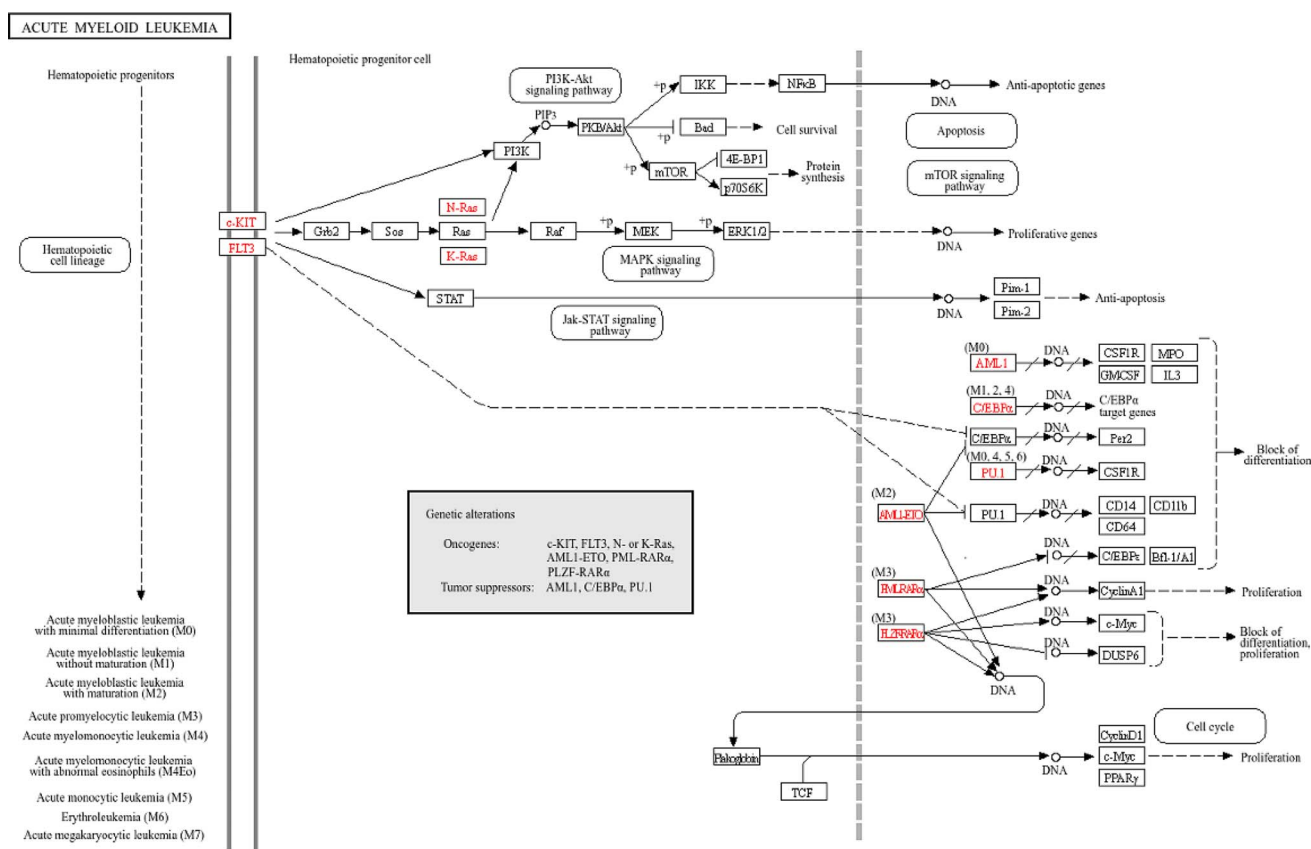 ACUTE MYELOID LEUKEMIA
Hematopoietic progenitors
Hematopoietic
cell lineage
Acute myeloblastic leukemia
with minimal differentiation (M0)
Acute myeloblastic leukemia
without maturation (M1)
Acute myeloblastic leukemia
with maturation (M2)
Acute promyelocytic leukemia (M3)
Acute myelomonocytic leukemia (M4)
Acute myelomonocytic leukemia
with abnormal eosinophils (M4Eo)
Acute monocytic leukemia (M5)
Erythroleukemia (M6)
Acute megakaryocytic leukemia (M7)
Hematopoietic progenitor cell
c-KIT
FLT3
PI3K-Akt
signaling pathway
PIP3
PI3K
PKB/Akt
+p
IKK
NFκB
DNA
Anti-apoptotic genes
+p
Bad
Cell survival
Apoptosis
+p
mTOR
4E-BP1
p70S6K
Protein
synthesis
mTOR signaling
pathway
N-Ras
Grb2
Sos
Ras
Raf
+p
MEK
+p
ERK1/2
DNA
Proliferative genes
K-Ras
MAPK signaling
pathway
STAT
DNA
Pim-1
Pim-2
Anti-apoptosis
Jak-STAT signaling
pathway
(M0)
AML1
DNA
CSF1R
MPO
GMCSF
IL3
(M1, 2, 4)
C/EBPα
DNA
C/EBPα
target genes
C/EBPα
DNA
Per2
(M0, 4, 5, 6)
PU.1
DNA
CSF1R
Block of
differentiation
(M2)
AML1-ETO
PU.1
DNA
CD14
CD11b
CD64
DNA
C/EBPε
Bfl-1/A1
(M3)
PML-RARα
DNA
CyclinA1
Proliferation
(M3)
PLZF-RARα
DNA
c-Myc
DNA
DUSP6
Block of
differentiation,
proliferation
DNA
Genetic alterations
Oncogenes: c-KIT, FLT3, N- or K-Ras,
AML1-ETO, PML-RARα,
PLZF-RARα
Tumor suppressors: AML1, C/EBPα, PU.1
Plakoglobin
TCF
DNA
CyclinD1
c-Myc
PPARγ
Cell cycle
Proliferation